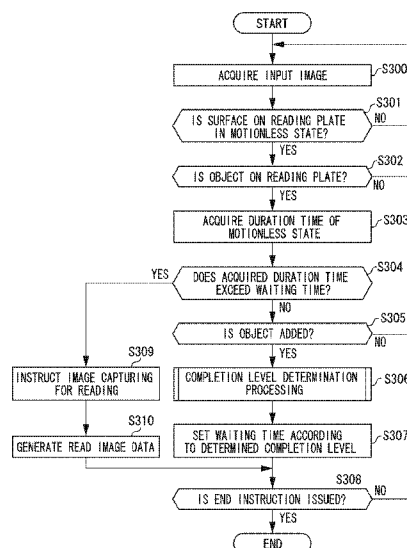 START
ACQUIRE INPUT IMAGE
S300
S301
IS SURFACE ON READING PLATE
IN MOTIONLESS STATE?
NO
YES
S302
IS OBJECT ON READING PLATE?
NO
YES
ACQUIRE DURATION TIME OF
MOTIONLESS STATE
S303
S304
YES
DOES ACQUIRED DURATION TIME
EXCEED WAITING TIME?
NO
S305
IS OBJECT ADDED?
NO
YES
S309
INSTRUCT IMAGE CAPTURING
FOR READING
COMPLETION LEVEL DETERMINATION
PROCESSING
S306
S310
GENERATE READ IMAGE DATA
SET WAITING TIME ACCORDING
TO DETERMINED COMPLETION LEVEL
S307
S308
IS END INSTRUCTION ISSUED?
NO
YES
END